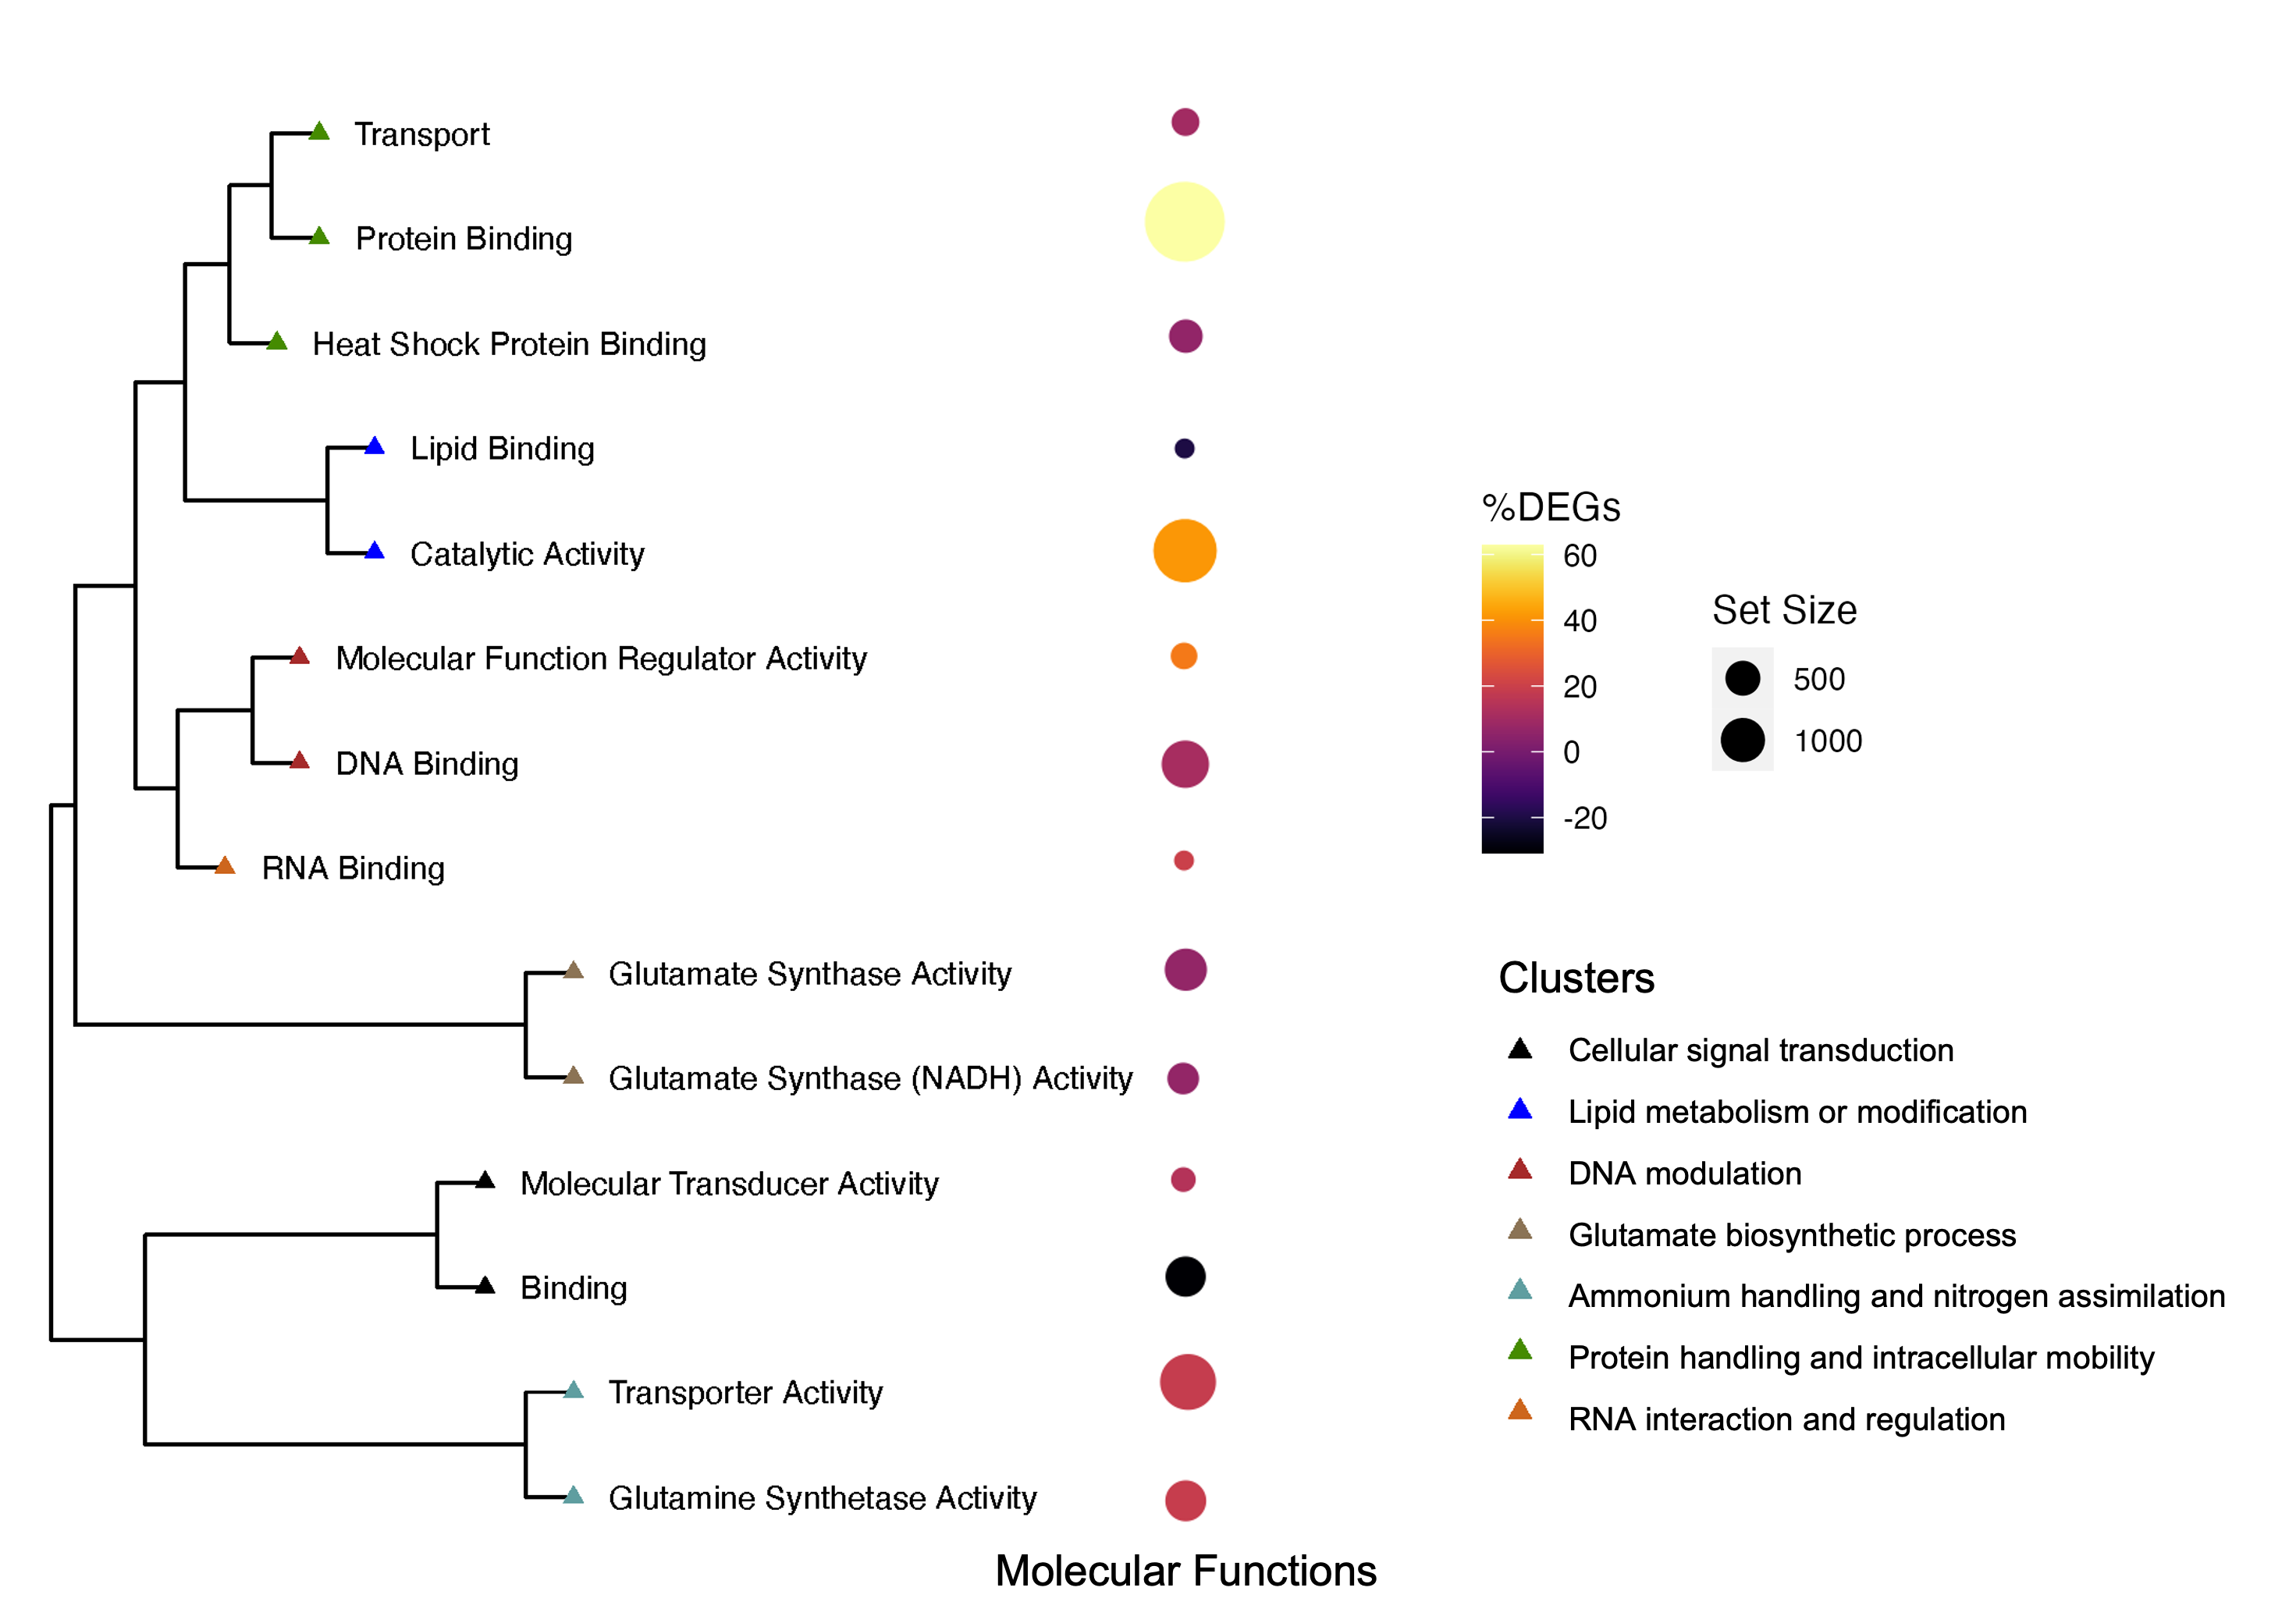 Transport
Protein Binding
Heat Shock Protein Binding
Lipid Binding
Catalytic Activity
Molecular Function Regulator Activity
DNA Binding
RNA Binding
Glutamate Synthase Activity
Glutamate Synthase (NADH) Activity
Molecular Transducer Activity
Binding
Transporter Activity
Glutamine Synthetase Activity
Molecular Functions
%DEGs
60
40
20
0
-20
Set Size
500
1000
Clusters
Cellular signal transduction
Lipid metabolism or modification
DNA modulation
Glutamate biosynthetic process
Ammonium handling and nitrogen assimilation
Protein handling and intracellular mobility
RNA interaction and regulation